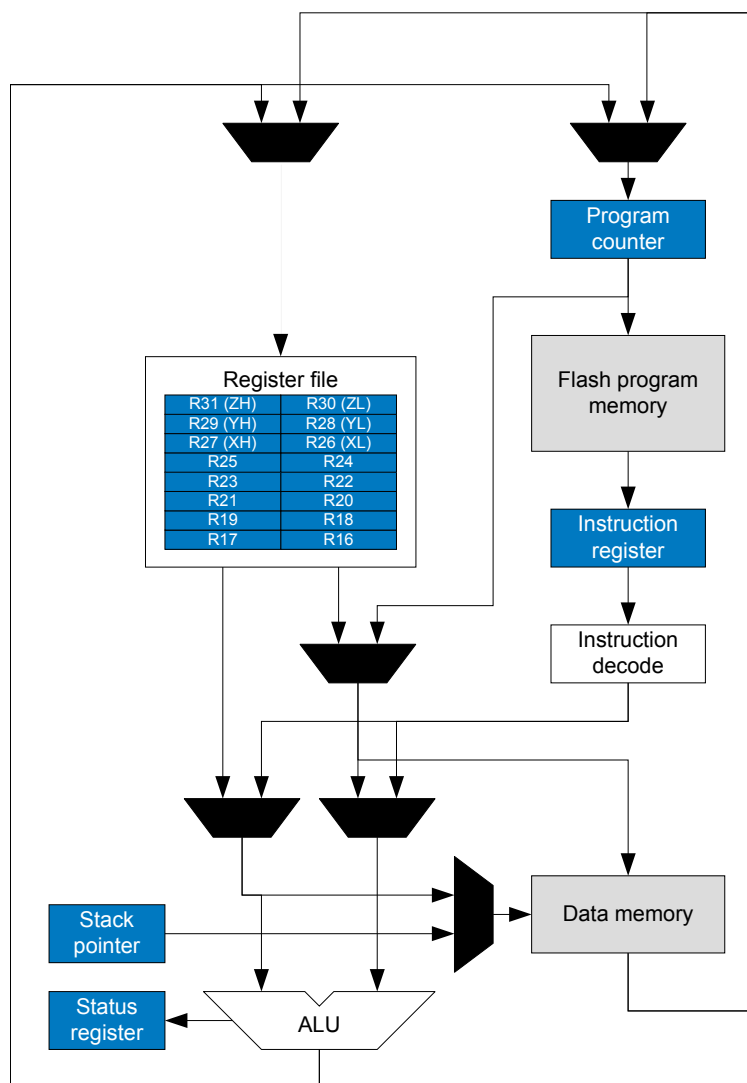 Program
counter
Register file
R31 (ZH) R30 (ZL)
R29 (YH) R28 (YL)
R27 (XH) R26 (XL)
R25 R24
R23 R22
R21 R20
R19 R18
R17 R16
Flash program
memory
Instruction
register
Instruction
decode
Stack
pointer
Data memory
Status
register
ALU